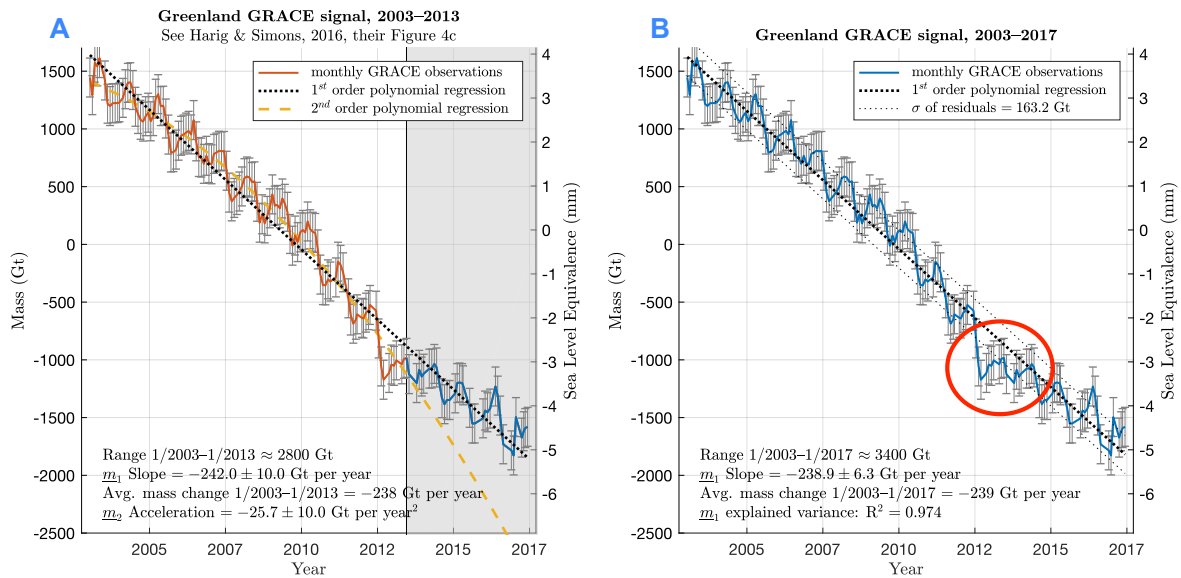 A
Greenland GRACE signal, 2003–2013
See Harig & Simons, 2016, their Figure 4c
monthly GRACE observations
1st order polynomial regression
2nd order polynomial regression
1500
1000
500
0
-500
-1000
-1500
-2000
-2500
Mass (Gt)
4
3
2
1
0
-1
-2
-3
-4
-5
-6
Sea Level Equivalence (mm)
Range 1/2003–1/2013 ≈ 2800 Gt
m1 Slope = −242.0 ± 10.0 Gt per year
Avg. mass change 1/2003–1/2013 = −238 Gt per year
m2 Acceleration = −25.7 ± 10.0 Gt per year²
2005 2007 2010 2012 2015 2017
Year
B
Greenland GRACE signal, 2003–2017
monthly GRACE observations
1st order polynomial regression
σ of residuals = 163.2 Gt
1500
1000
500
0
-500
-1000
-1500
-2000
-2500
Mass (Gt)
4
3
2
1
0
-1
-2
-3
-4
-5
-6
Sea Level Equivalence (mm)
Range 1/2003–1/2017 ≈ 3400 Gt
m1 Slope = −238.9 ± 6.3 Gt per year
Avg. mass change 1/2003–1/2017 = −239 Gt per year
m1 explained variance: R² = 0.974
2005 2007 2010 2012 2015 2017
Year